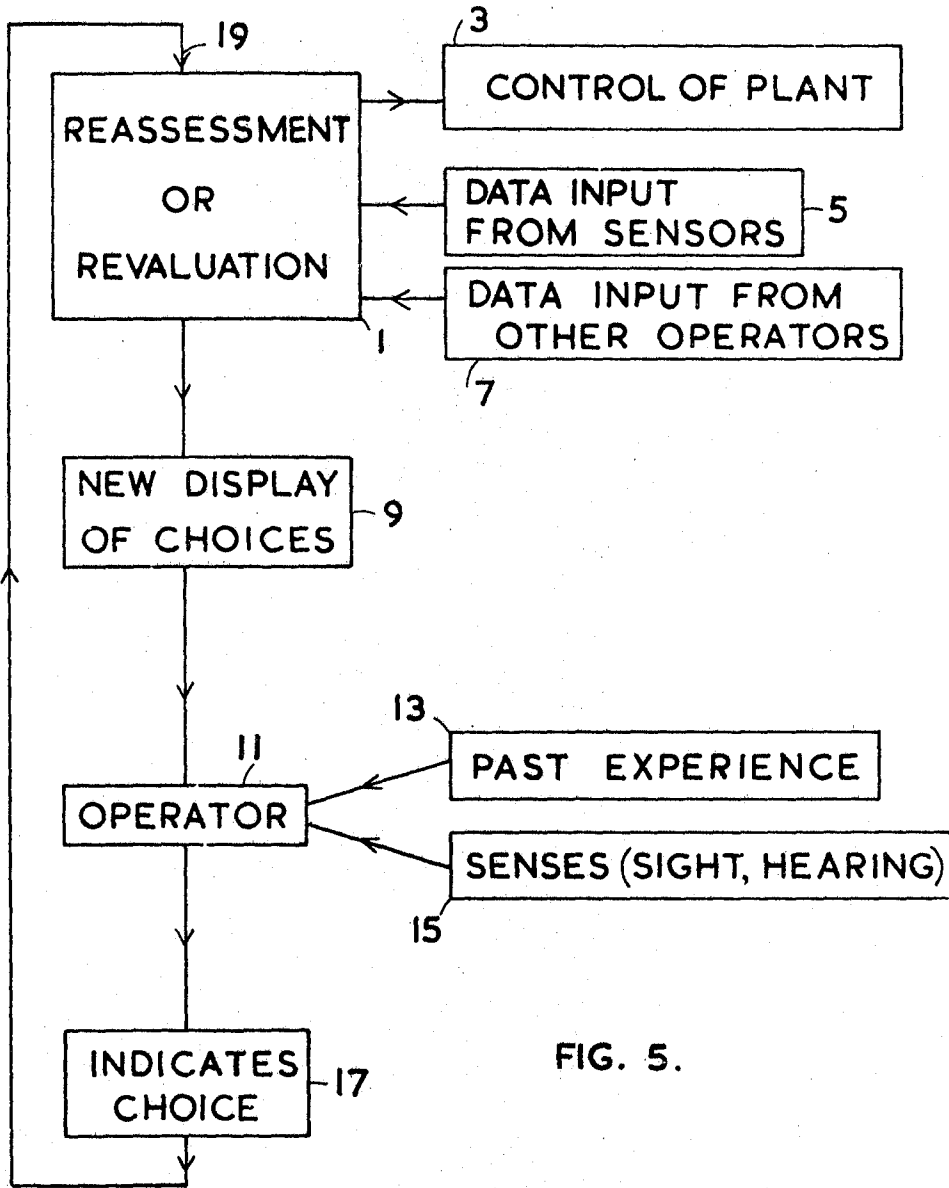 19
3
CONTROL OF PLANT
REASSESSMENT
OR
REVALUATION
1
DATA INPUT
FROM SENSORS
5
DATA INPUT FROM
OTHER OPERATORS
7
NEW DISPLAY
OF CHOICES
9
11
OPERATOR
13
PAST EXPERIENCE
SENSES (SIGHT, HEARING)
15
INDICATES
CHOICE
17
FIG. 5.